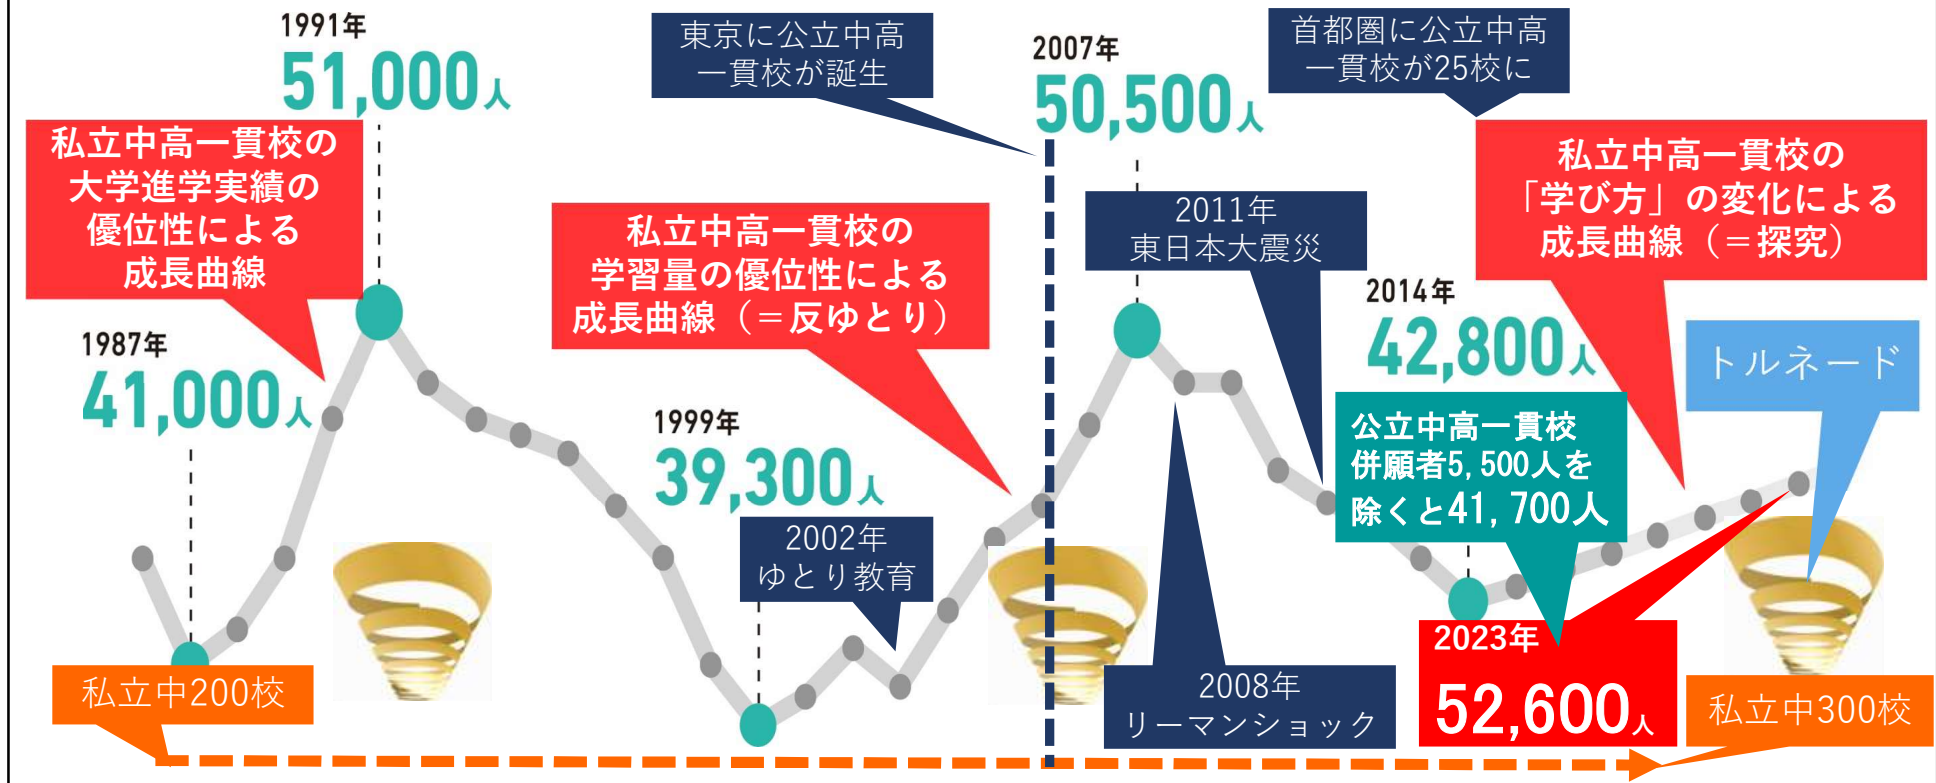 1991年
51,000人
東京に公立中高
一貫校が誕生
2007年
50,500人
首都圏に公立中高
一貫校が25校に
私立中高一貫校の
大学進学実績の
優位性による
成長曲線
私立中高一貫校の
学習量の優位性による
成長曲線（＝反ゆとり）
2011年
東日本大震災
私立中高一貫校の
「学び方」の変化による
成長曲線（＝探究）
1987年
41,000人
2014年
42,800人
トルネード
1999年
39,300人
公立中高一貫校
併願者5,500人を
除くと41,700人
2002年
ゆとり教育
2023年
52,600人
2008年
リーマンショック
私立中200校
私立中300校